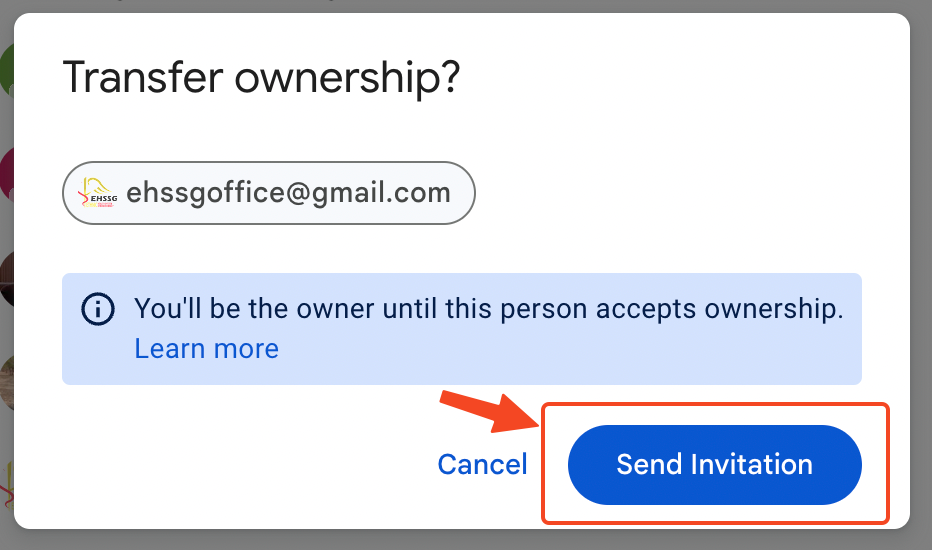 Transfer ownership?
EHSSG
ehssgoffice@gmail.com
You'll be the owner until this person accepts ownership.
Learn more
Cancel
Send Invitation